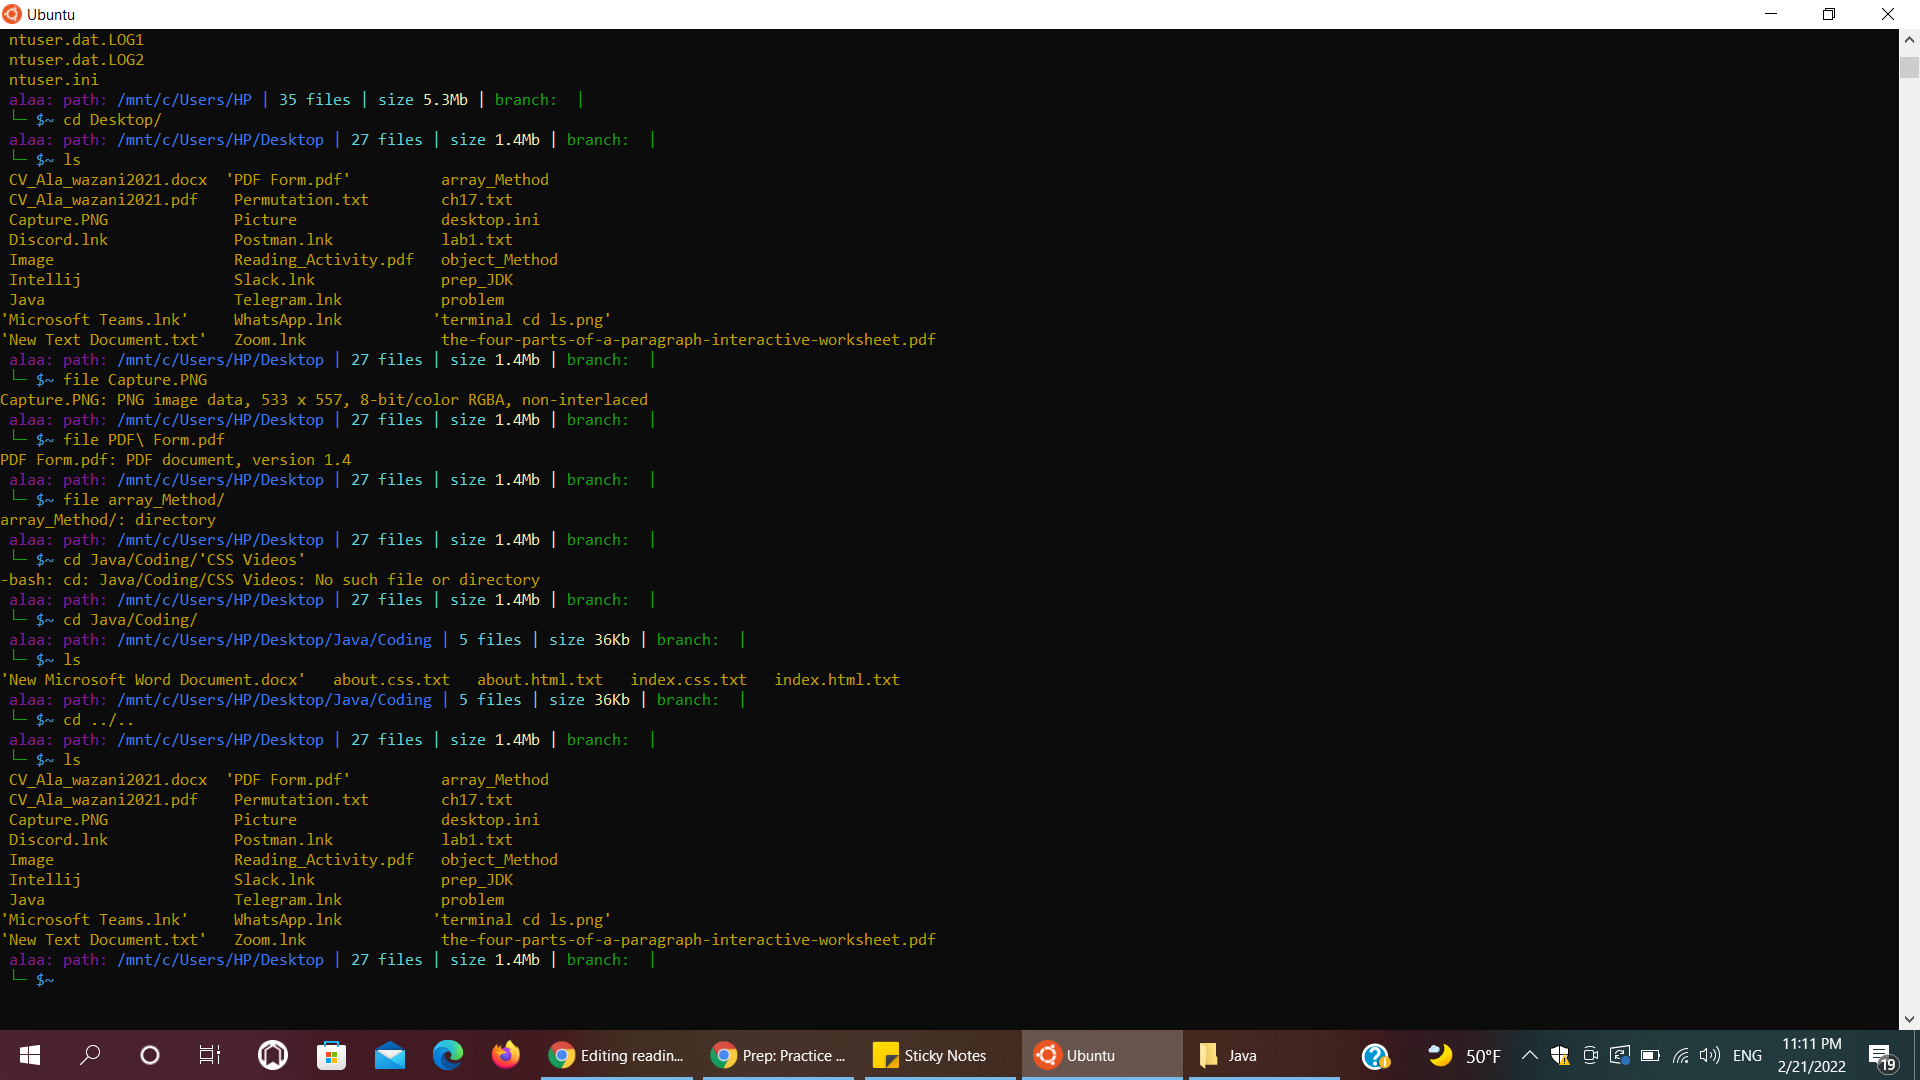 Ubuntu
ntuser.dat.LOG1
ntuser.dat.LOG2
ntuser.ini
alaa: path: /mnt/c/Users/HP | 35 files | size 5.3Mb | branch:  |
└─ $~ cd Desktop/
alaa: path: /mnt/c/Users/HP/Desktop | 27 files | size 1.4Mb | branch:  |
└─ $~ ls
CV_Ala_wazani2021.docx  'PDF Form.pdf'          array_Method
CV_Ala_wazani2021.pdf    Permutation.txt        ch17.txt
Capture.PNG              Picture                desktop.ini
Discord.lnk              Postman.lnk            lab1.txt
Image                    Reading_Activity.pdf   object_Method
Intellij                 Slack.lnk              prep_JDK
Java                     Telegram.lnk           problem
'Microsoft Teams.lnk'     WhatsApp.lnk          'terminal cd ls.png'
'New Text Document.txt'   Zoom.lnk               the-four-parts-of-a-paragraph-interactive-worksheet.pdf
alaa: path: /mnt/c/Users/HP/Desktop | 27 files | size 1.4Mb | branch:  |
└─ $~ file Capture.PNG
Capture.PNG: PNG image data, 533 x 557, 8-bit/color RGBA, non-interlaced
alaa: path: /mnt/c/Users/HP/Desktop | 27 files | size 1.4Mb | branch:  |
└─ $~ file PDF\ Form.pdf
PDF Form.pdf: PDF document, version 1.4
alaa: path: /mnt/c/Users/HP/Desktop | 27 files | size 1.4Mb | branch:  |
└─ $~ file array_Method/
array_Method/: directory
alaa: path: /mnt/c/Users/HP/Desktop | 27 files | size 1.4Mb | branch:  |
└─ $~ cd Java/Coding/'CSS Videos'
-bash: cd: Java/Coding/CSS Videos: No such file or directory
alaa: path: /mnt/c/Users/HP/Desktop | 27 files | size 1.4Mb | branch:  |
└─ $~ cd Java/Coding/
alaa: path: /mnt/c/Users/HP/Desktop/Java/Coding | 5 files | size 36Kb | branch:  |
└─ $~ ls
'New Microsoft Word Document.docx'   about.css.txt   about.html.txt   index.css.txt   index.html.txt
alaa: path: /mnt/c/Users/HP/Desktop/Java/Coding | 5 files | size 36Kb | branch:  |
└─ $~ cd ../..
alaa: path: /mnt/c/Users/HP/Desktop | 27 files | size 1.4Mb | branch:  |
└─ $~ ls
CV_Ala_wazani2021.docx  'PDF Form.pdf'          array_Method
CV_Ala_wazani2021.pdf    Permutation.txt        ch17.txt
Capture.PNG              Picture                desktop.ini
Discord.lnk              Postman.lnk            lab1.txt
Image                    Reading_Activity.pdf   object_Method
Intellij                 Slack.lnk              prep_JDK
Java                     Telegram.lnk           problem
'Microsoft Teams.lnk'     WhatsApp.lnk          'terminal cd ls.png'
'New Text Document.txt'   Zoom.lnk               the-four-parts-of-a-paragraph-interactive-worksheet.pdf
alaa: path: /mnt/c/Users/HP/Desktop | 27 files | size 1.4Mb | branch:  |
└─ $~
Editing readin... Prep: Practice ... Sticky Notes Ubuntu Java 50°F ENG 11:11 PM
2/21/2022 19